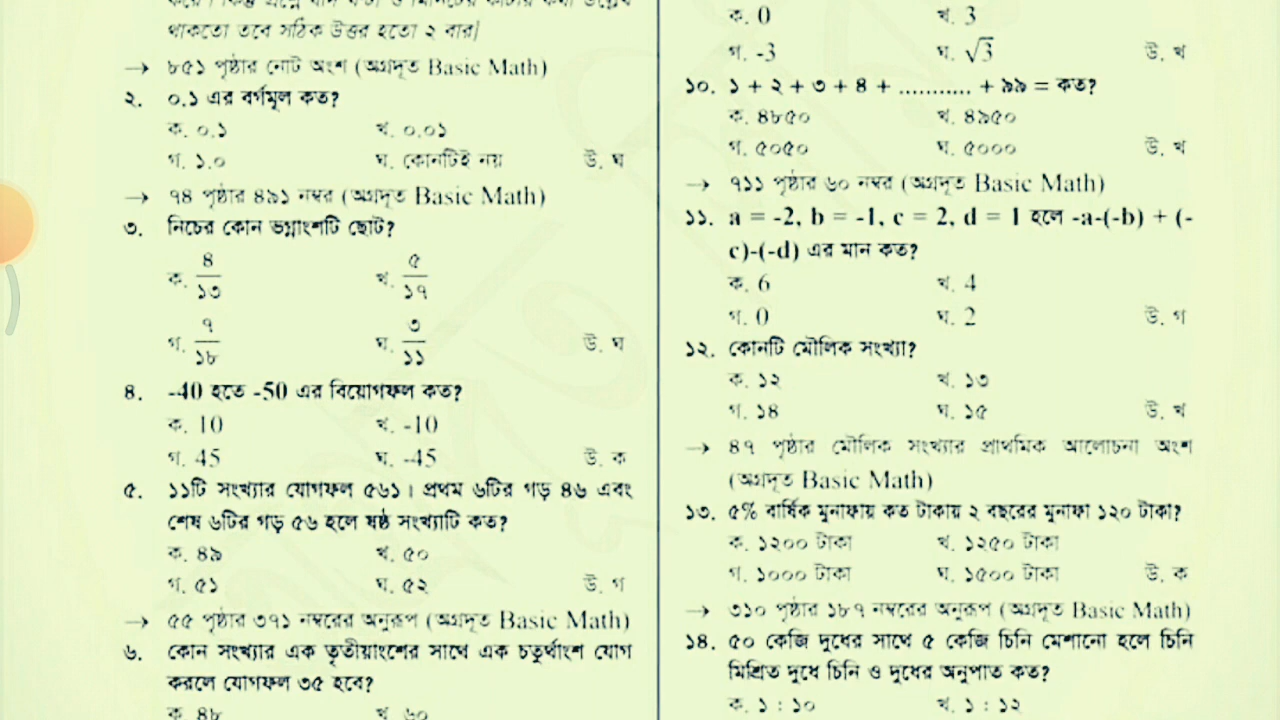 থাকতো তবে সঠিক উত্তর হতো ২ বার]
→ ৮৫১ পৃষ্ঠার নোট অংশ (অগ্রদূত Basic Math)
২. ০.১ এর বর্গমূল কত?
ক. ০.১ খ. ০.০১
গ. ১.০ ঘ. কোনটিই নয় উ. ঘ
→ ৭৪ পৃষ্ঠার ৪৯১ নম্বর (অগ্রদূত Basic Math)
৩. নিচের কোন ভগ্নাংশটি ছোট?
ক. ৪/১৩ খ. ৫/১৭
গ. ৭/১৮ ঘ. ৩/১১ উ. ঘ
৪. -40 হতে -50 এর বিয়োগফল কত?
ক. 10 খ. -10
গ. 45 ঘ. -45 উ. ক
৫. ১১টি সংখ্যার যোগফল ৫৬১। প্রথম ৬টির গড় ৪৬ এবং
শেষ ৬টির গড় ৫৬ হলে ষষ্ঠ সংখ্যাটি কত?
ক. ৪৯ খ. ৫০
গ. ৫১ ঘ. ৫২ উ. গ
→ ৫৫ পৃষ্ঠার ৩৭১ নম্বরের অনুরূপ (অগ্রদূত Basic Math)
৬. কোন সংখ্যার এক তৃতীয়াংশের সাথে এক চতুর্থাংশ যোগ
করলে যোগফল ৩৫ হবে?
ক. ৪৮ খ. ৬০
ক. 0 খ. 3
গ. -3 ঘ. √3 উ. খ
১০. ১ + ২ + ৩ + ৪ + ........... + ৯৯ = কত?
ক. ৪৮৫০ খ. ৪৯৫০
গ. ৫০৫০ ঘ. ৫০০০ উ. খ
→ ৭১১ পৃষ্ঠার ৬০ নম্বর (অগ্রদূত Basic Math)
১১. a = -2, b = -1, c = 2, d = 1 হলে -a-(-b) + (-
c)-(-d) এর মান কত?
ক. 6 খ. 4
গ. 0 ঘ. 2 উ. গ
১২. কোনটি মৌলিক সংখ্যা?
ক. ১২ খ. ১৩
গ. ১৪ ঘ. ১৫ উ. খ
→ ৪৭ পৃষ্ঠার মৌলিক সংখ্যার প্রাথমিক আলোচনা অংশ
(অগ্রদূত Basic Math)
১৩. ৫% বার্ষিক মুনাফায় কত টাকায় ২ বছরের মুনাফা ১২০ টাকা?
ক. ১২০০ টাকা খ. ১২৫০ টাকা
গ. ১০০০ টাকা ঘ. ১৫০০ টাকা উ. ক
→ ৩১০ পৃষ্ঠার ১৮৭ নম্বরের অনুরূপ (অগ্রদূত Basic Math)
১৪. ৫০ কেজি দুধের সাথে ৫ কেজি চিনি মেশানো হলে চিনি
মিশ্রিত দুধে চিনি ও দুধের অনুপাত কত?
ক. ১ : ১০ খ. ১ : ১২